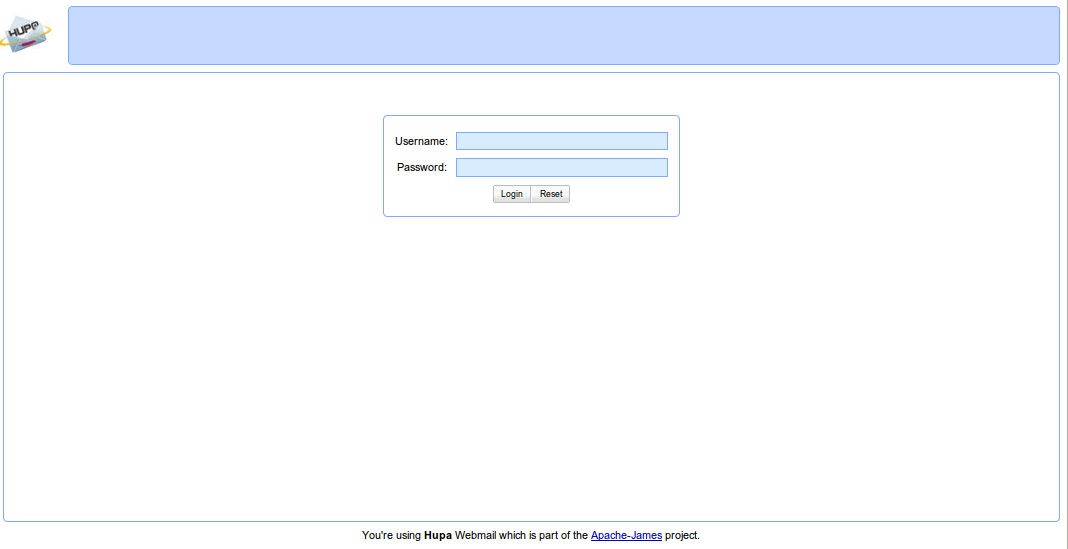 HUPA
Username:
Password:
Login Reset
You're using Hupa Webmail which is part of the Apache-James project.